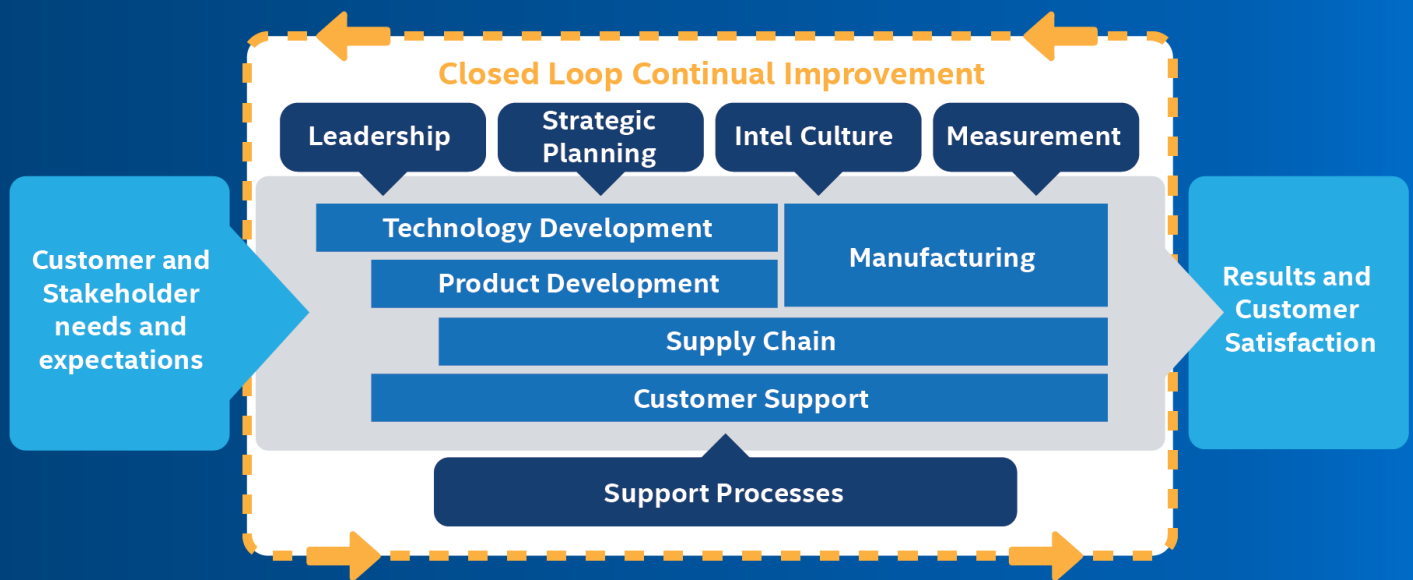 Closed Loop Continual Improvement
Leadership
Strategic
Planning
Intel Culture
Measurement
Customer and
Stakeholder
needs and
expectations
Technology Development
Product Development
Manufacturing
Supply Chain
Customer Support
Results and
Customer
Satisfaction
Support Processes